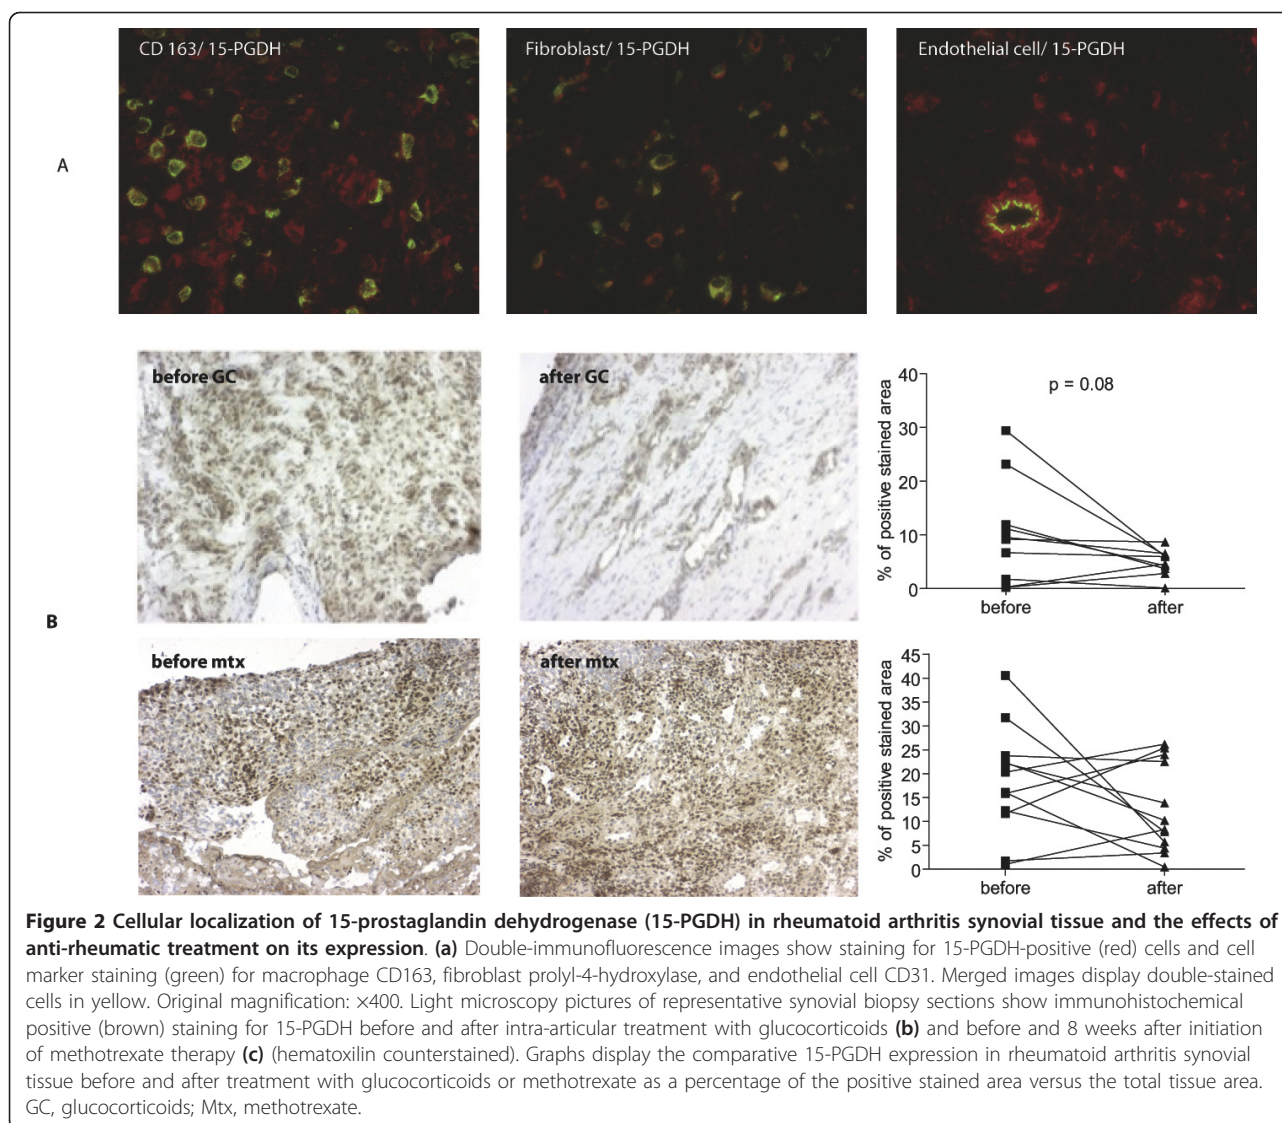 CD 163/ 15-PGDH
Fibroblast/ 15-PGDH
Endothelial cell/ 15-PGDH
A
before GC
after GC
40
30
20
10
0
% of positive stained area
p = 0.08
before
after
B
before mtx
after mtx
45
40
35
30
25
20
15
10
5
0
% of positive stained area
before
after
Figure 2 Cellular localization of 15-prostaglandin dehydrogenase (15-PGDH) in rheumatoid arthritis synovial tissue and the effects of
anti-rheumatic treatment on its expression. (a) Double-immunofluorescence images show staining for 15-PGDH-positive (red) cells and cell
marker staining (green) for macrophage CD163, fibroblast prolyl-4-hydroxylase, and endothelial cell CD31. Merged images display double-stained
cells in yellow. Original magnification: ×400. Light microscopy pictures of representative synovial biopsy sections show immunohistochemical
positive (brown) staining for 15-PGDH before and after intra-articular treatment with glucocorticoids (b) and before and 8 weeks after initiation
of methotrexate therapy (c) (hematoxilin counterstained). Graphs display the comparative 15-PGDH expression in rheumatoid arthritis synovial
tissue before and after treatment with glucocorticoids or methotrexate as a percentage of the positive stained area versus the total tissue area.
GC, glucocorticoids; Mtx, methotrexate.